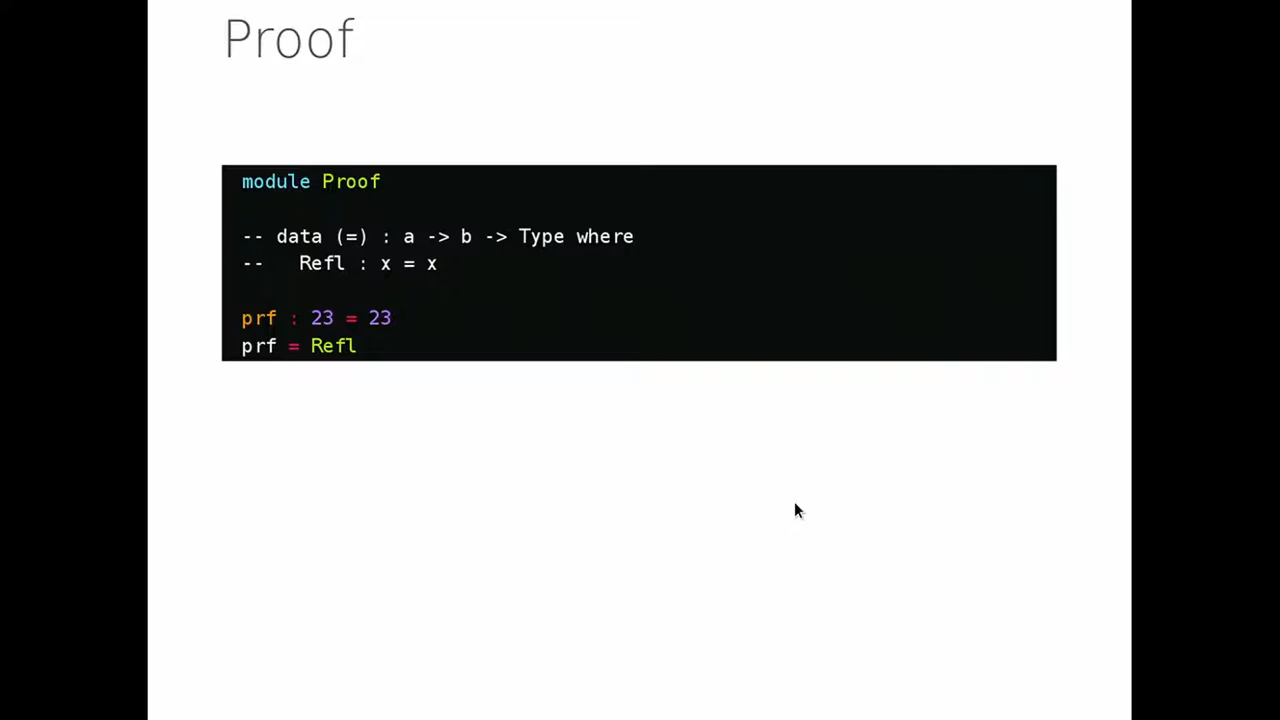 Proof
module Proof
-- data (=) : a -> b -> Type where
--   Refl : x = x
prf : 23 = 23
prf = Refl